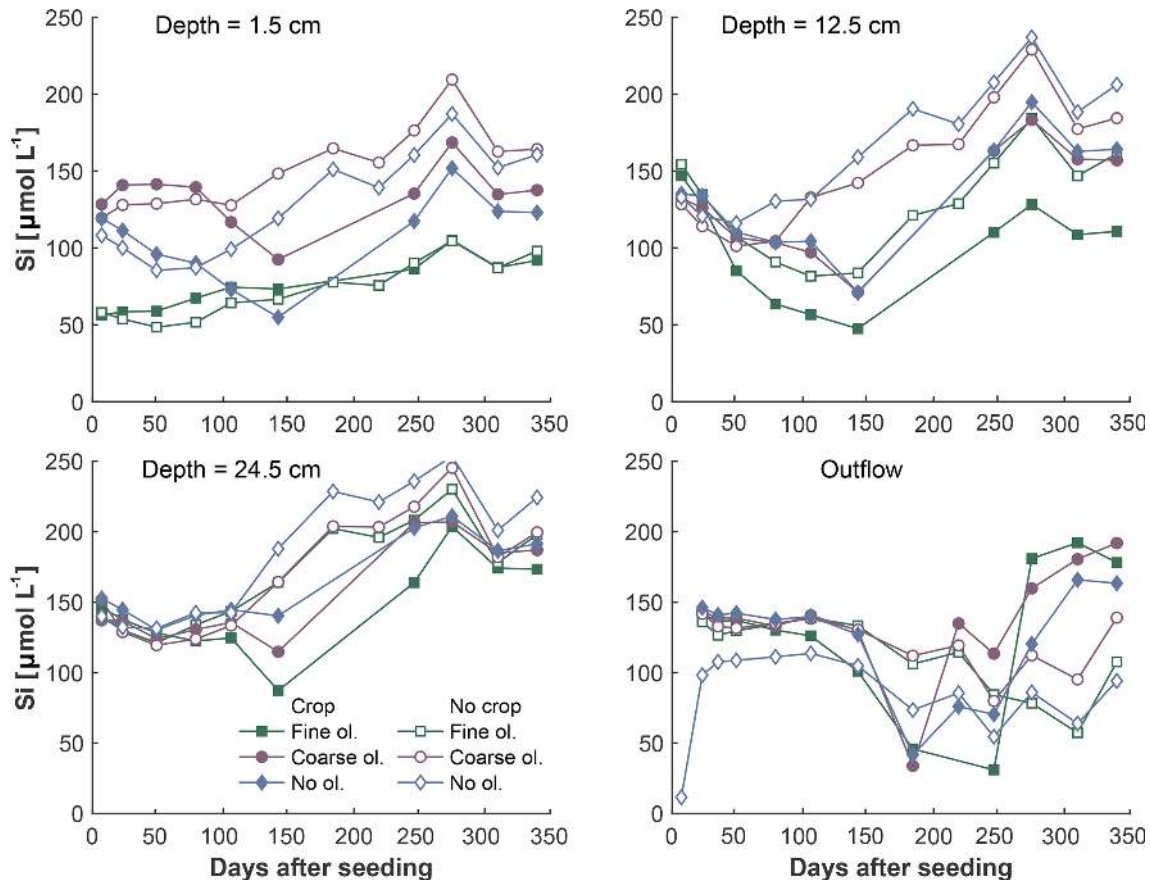 Depth = 1.5 cm
Si [µmol L-1]
250
200
150
100
50
0
0 50 100 150 200 250 300 350
Depth = 12.5 cm
250
200
150
100
50
0
0 50 100 150 200 250 300 350
Depth = 24.5 cm
Si [µmol L-1]
250
200
150
100
50
0
Crop No crop
Fine ol. Fine ol.
Coarse ol. Coarse ol.
No ol. No ol.
0 50 100 150 200 250 300 350
Days after seeding
Outflow
250
200
150
100
50
0
0 50 100 150 200 250 300 350
Days after seeding